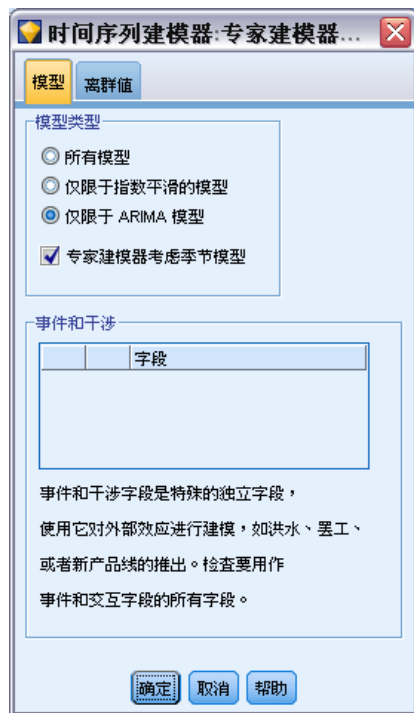 时间序列建模器:专家建模器...
模型
离群值
模型类型
所有模型
仅限于指数平滑的模型
仅限于 ARIMA 模型
专家建模器考虑季节模型
事件和干涉
字段
事件和干涉字段是特殊的独立字段，
使用它对外部效应进行建模，如洪水、罢工、
或者新产品线的推出。检查要用作
事件和交互字段的所有字段。
确定 取消 帮助